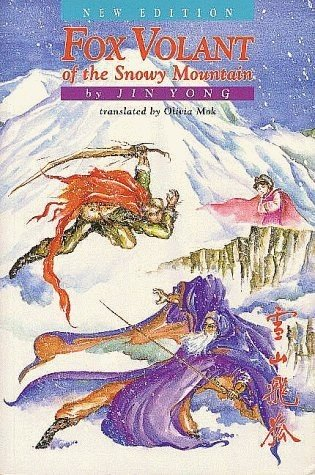 NEW EDITION
FOX VOLANT
of the Snowy Mountain
by JIN YONG
translated by Olivia Mok
雪山飛狐